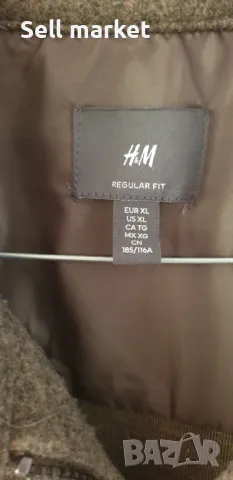 Sell market
H&M
REGULAR FIT
EUR XL
US XL
CA TG
MX XG
CN
185/116A
BAZAR